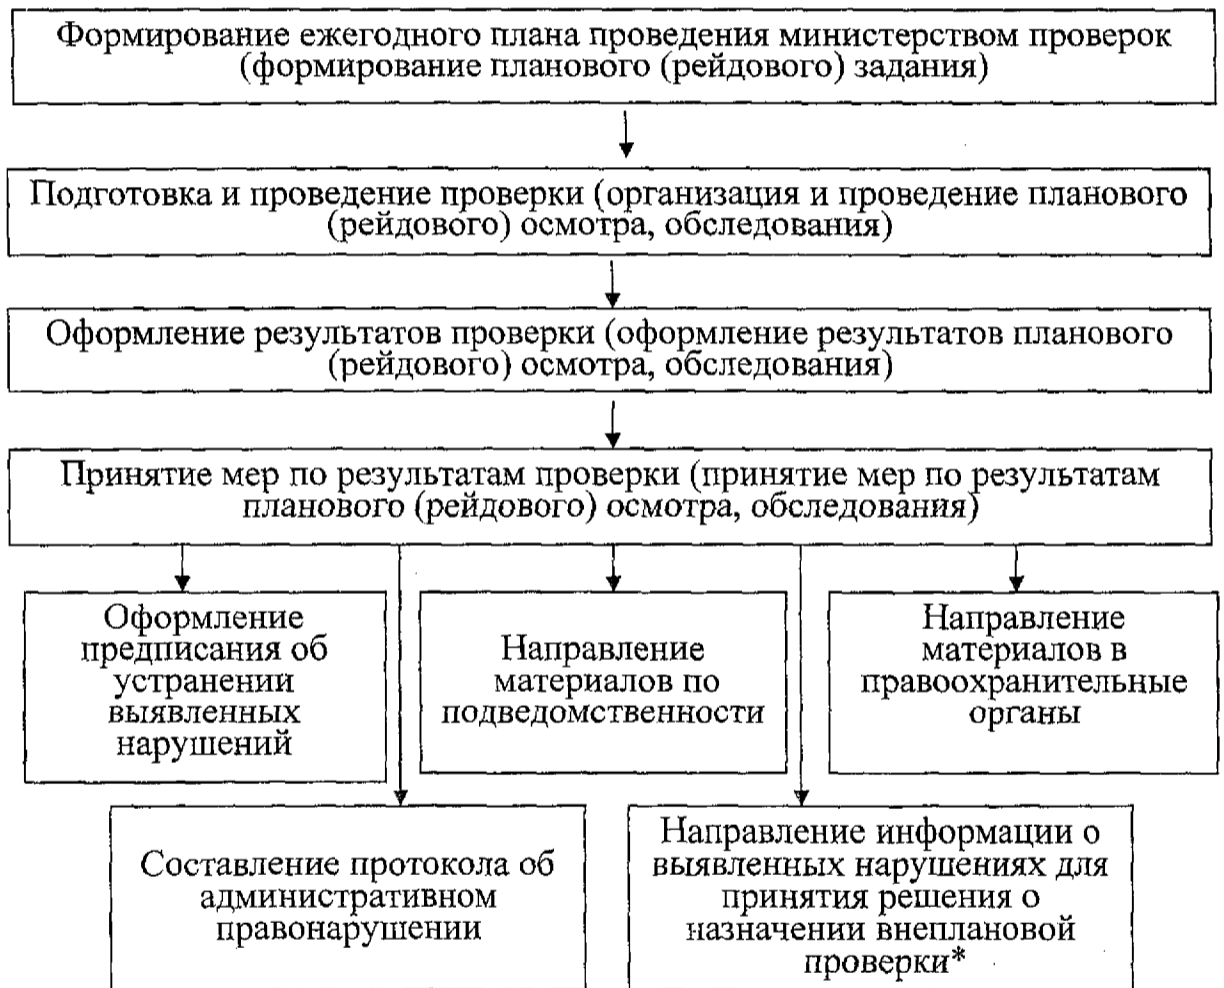 Формирование ежегодного плана проведения министерством проверок
(формирование планового (рейдового) задания)
Подготовка и проведение проверки (организация и проведение планового
(рейдового) осмотра, обследования)
Оформление результатов проверки (оформление результатов планового
(рейдового) осмотра, обследования)
Принятие мер по результатам проверки (принятие мер по результатам
планового (рейдового) осмотра, обследования)
Оформление
предписания об
устранении
выявленных
нарушений
Направление
материалов по
подведомственности
Направление
материалов в
правоохранительные
органы
Составление протокола об
административном
правонарушении
Направление информации о
выявленных нарушениях для
принятия решения о
назначении внеплановой
проверки*